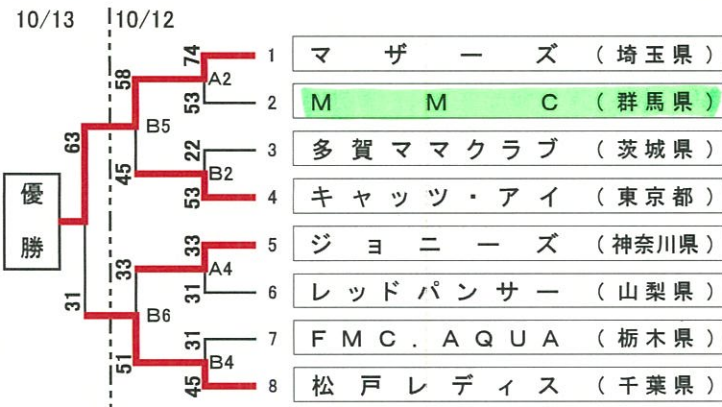 10/13 10/12
74 1 マザーズ (埼玉県)
58 A2
53 2 MMC (群馬県)
63 B5
22 3 多賀ママクラブ (茨城県)
45 B2
53 4 キャッツ・アイ (東京都)
優勝
33 5 ジョニーズ (神奈川県)
33 A4
31 6 レッドパンサー (山梨県)
31 B6
31 7 FMC.AQUA (栃木県)
51 B4
45 8 松戸レディス (千葉県)